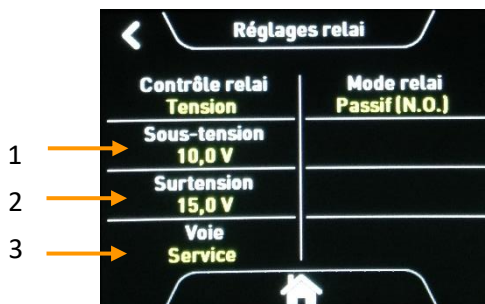 Réglages relai
Contrôle relai
Tension
Mode relai
Passif (N.O.)
1
Sous-tension
10,0 V
2
Surtension
15,0 V
3
Voie
Service